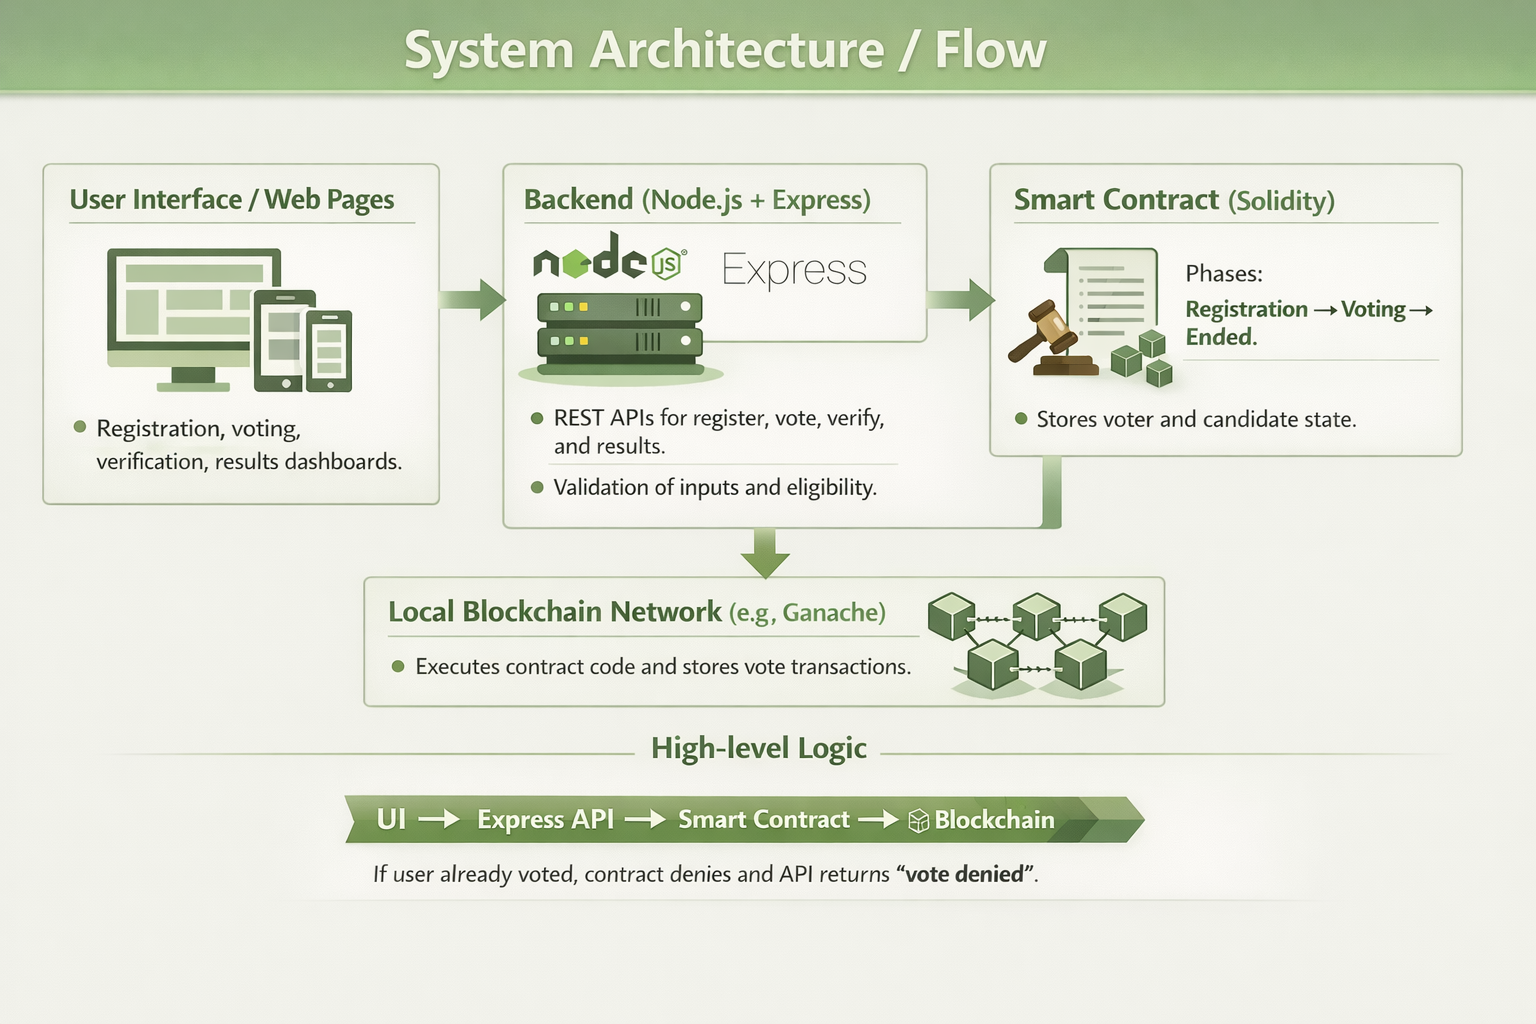 System Architecture / Flow
User Interface / Web Pages
Registration, voting,
verification, results dashboards.
Backend (Node.js + Express)
node JS
Express
REST APIs for register, vote, verify,
and results.
Validation of inputs and eligibility.
Smart Contract (Solidity)
Phases:
Registration → Voting →
Ended.
Stores voter and candidate state.
Local Blockchain Network (e.g, Ganache)
Executes contract code and stores vote transactions.
High-level Logic
UI → Express API → Smart Contract → Blockchain
If user already voted, contract denies and API returns “vote denied”.